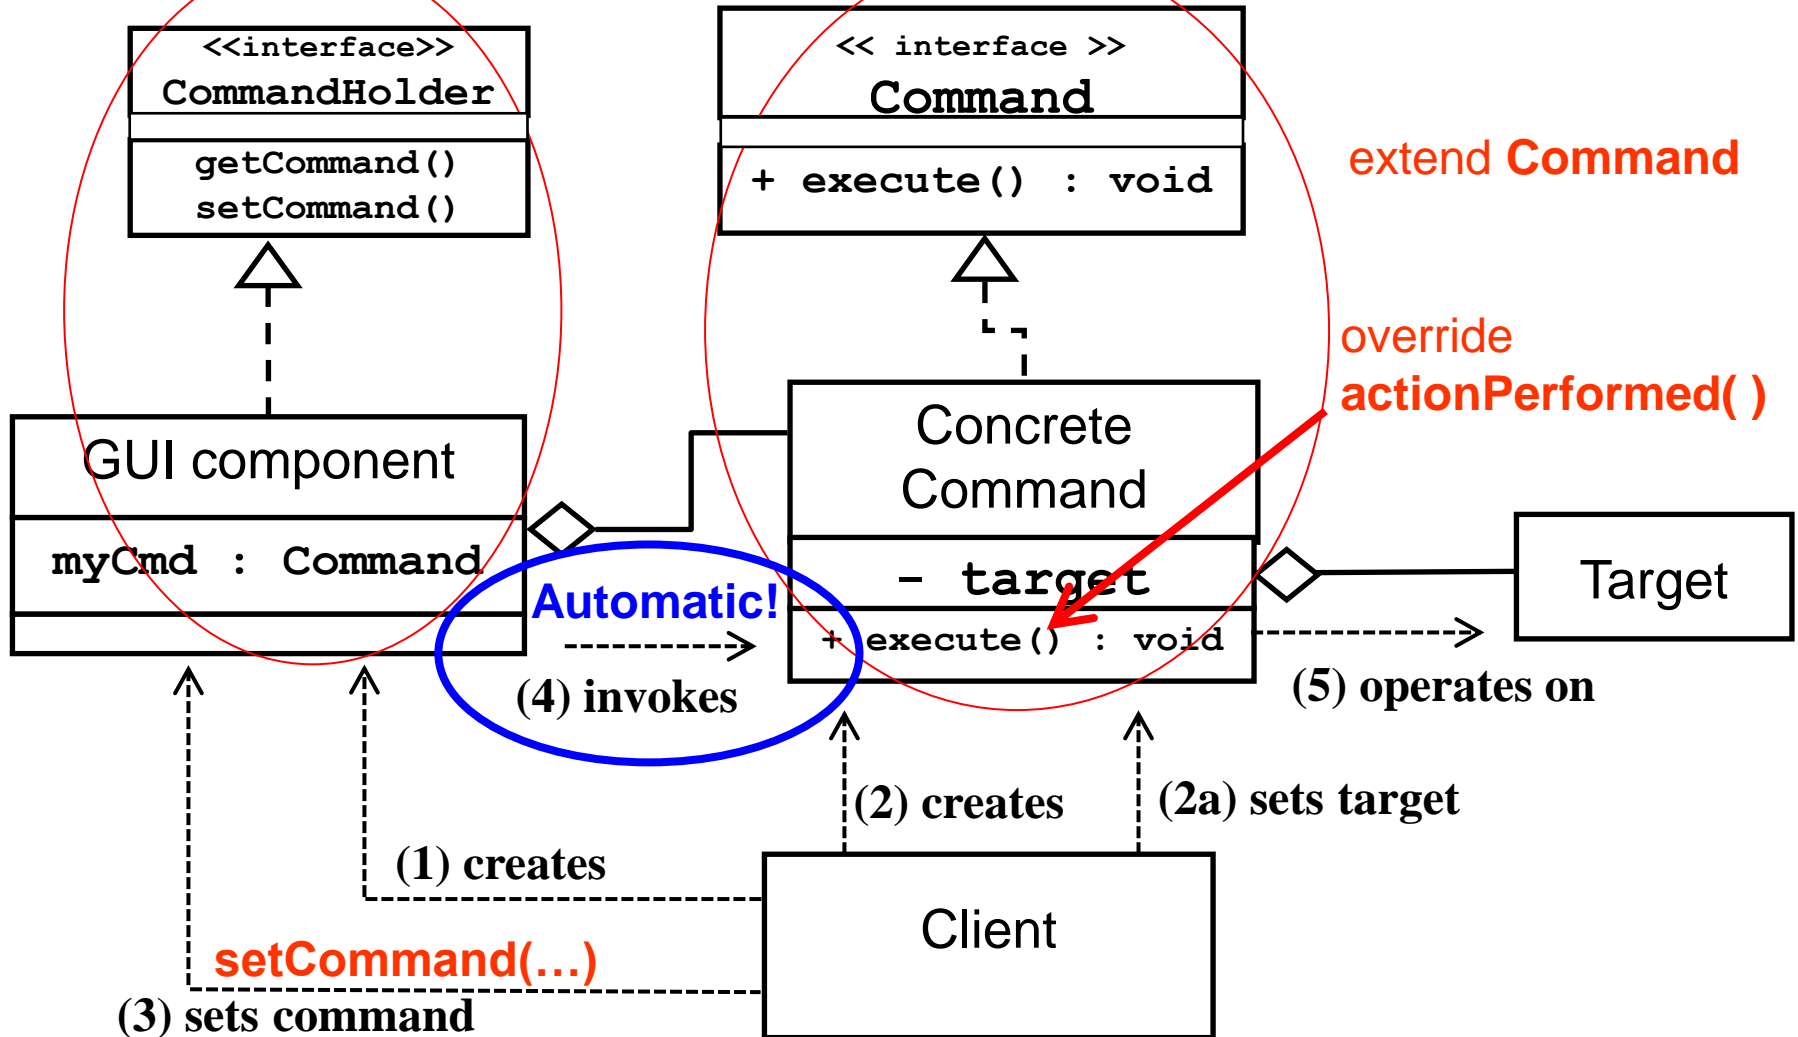 <<interface>>
CommandHolder
getCommand()
setCommand()
<< interface >>
Command
+ execute() : void
extend Command
override
actionPerformed( )
GUI component
myCmd : Command
Concrete
Command
- target
+ execute() : void
Target
Automatic!
(4) invokes
(5) operates on
(2) creates
(2a) sets target
(1) creates
Client
setCommand(…)
(3) sets command